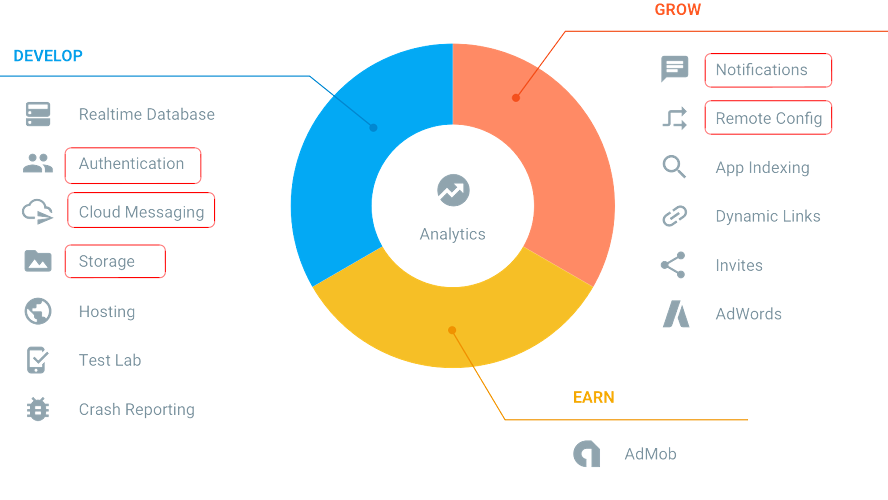 GROW
DEVELOP
Realtime Database
Authentication
Cloud Messaging
Storage
Hosting
Test Lab
Crash Reporting
Analytics
Notifications
Remote Config
App Indexing
Dynamic Links
Invites
AdWords
EARN
AdMob